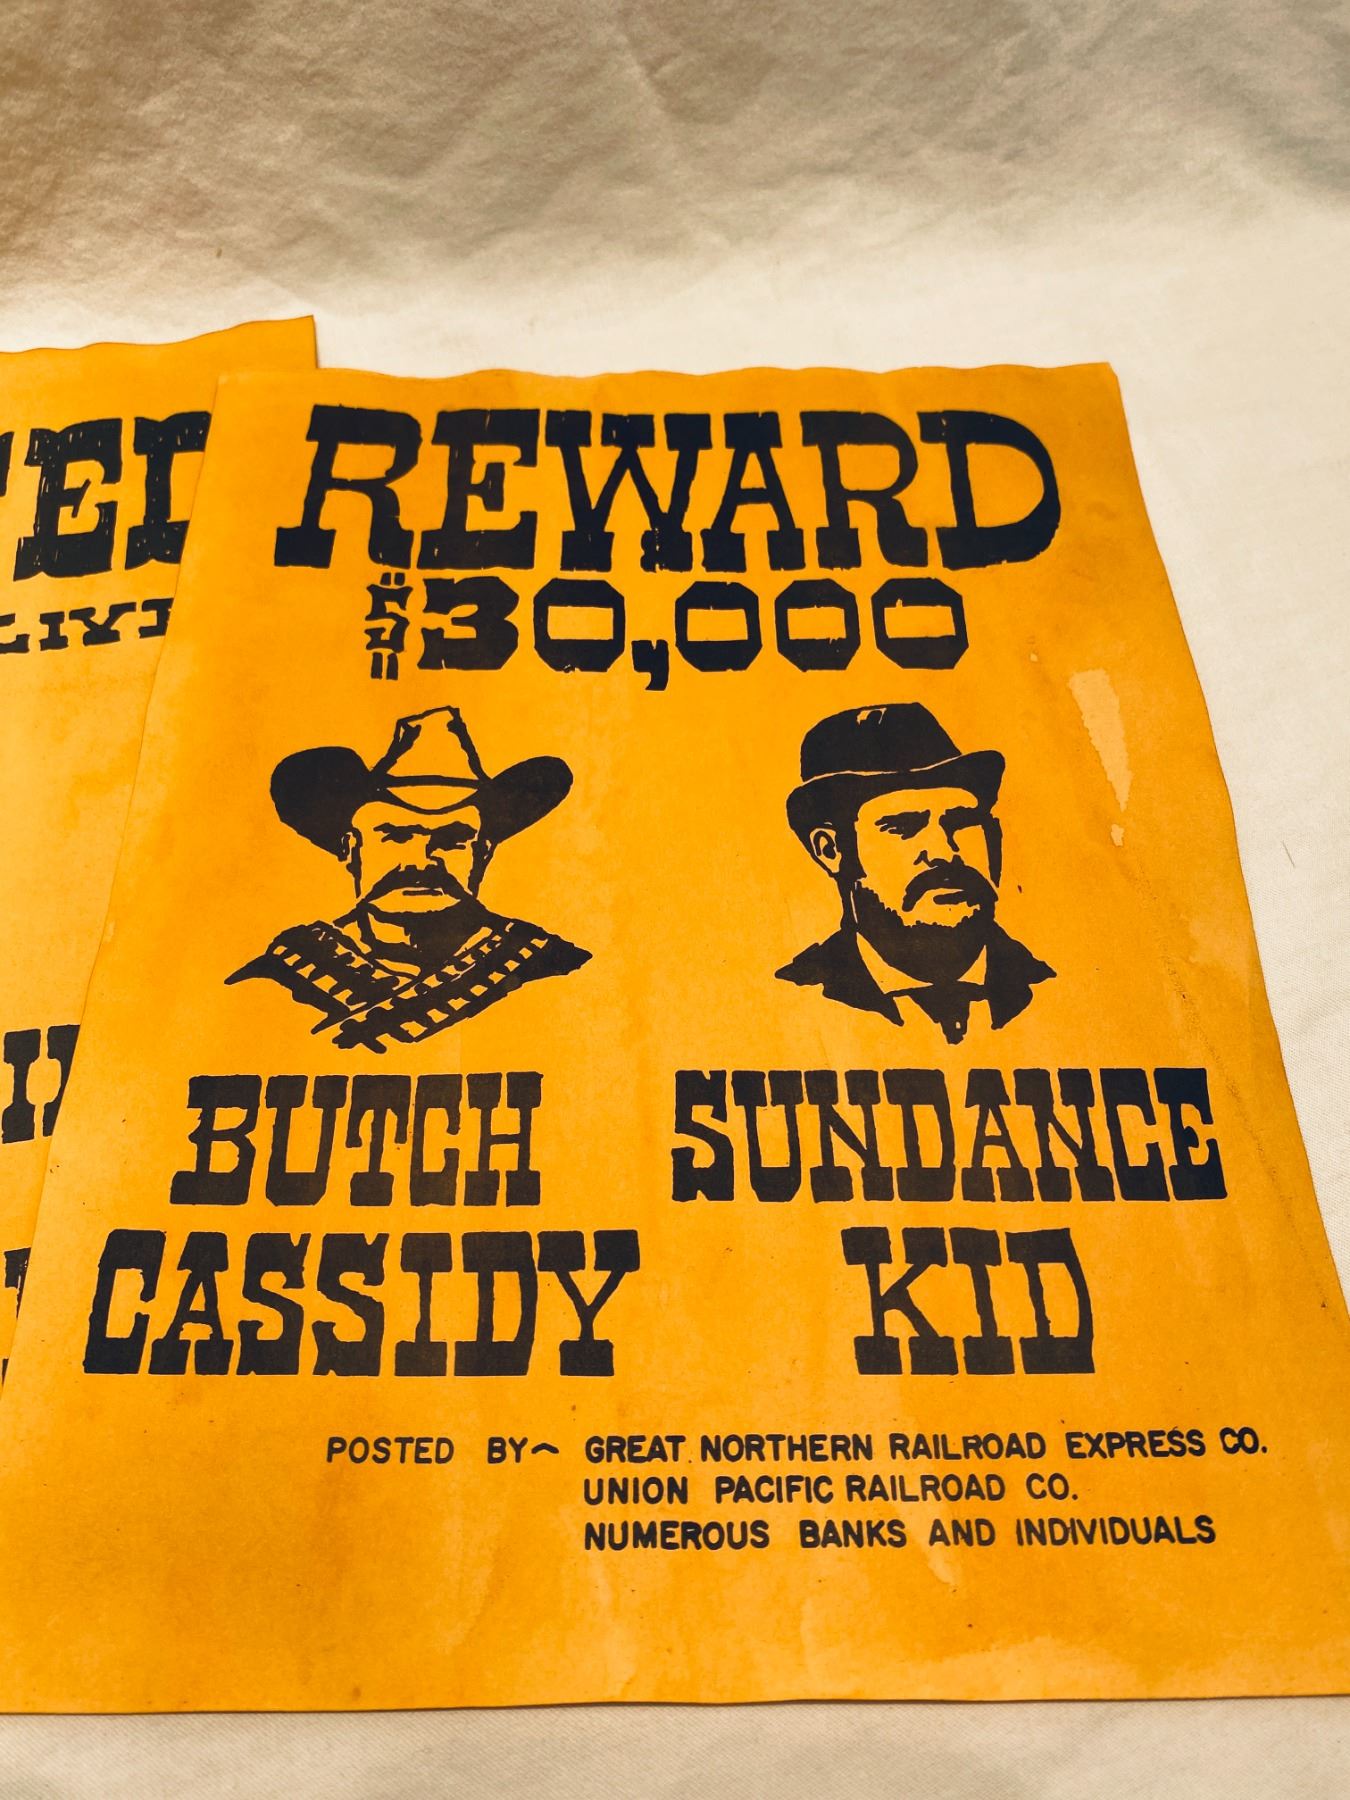 REWARD
$30,000
BUTCH
CASSIDY
SUNDANCE
KID
POSTED BY~ GREAT NORTHERN RAILROAD EXPRESS CO.
UNION PACIFIC RAILROAD CO.
NUMEROUS BANKS AND INDIVIDUALS